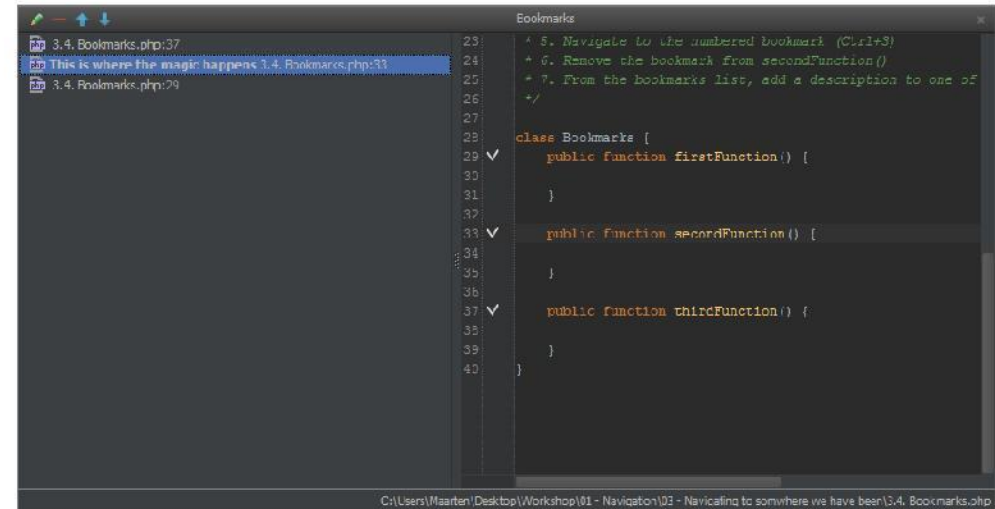 Bookmarks
php 3.4. Bookmarks.php:37
php This is where the magic happens 3.4. Bookmarks.php:33
php 3.4. Bookmarks.php:29
23 * 5. Navigate to the numbered bookmark (Ctrl+3)
24 * 6. Remove the bookmark from secondFunction()
25 * 7. From the bookmarks list, add a description to one of
26 */
27
28 class Bookmarks {
29 public function firstFunction() {
30
31 }
32
33 public function secondFunction() {
34
35 }
36
37 public function thirdFunction() {
38
39 }
40 }
C:\Users\Maarten\Desktop\Workshop\01 - Navigation\03 - Navigating to somwhere we have been\3.4. Bookmarks.php